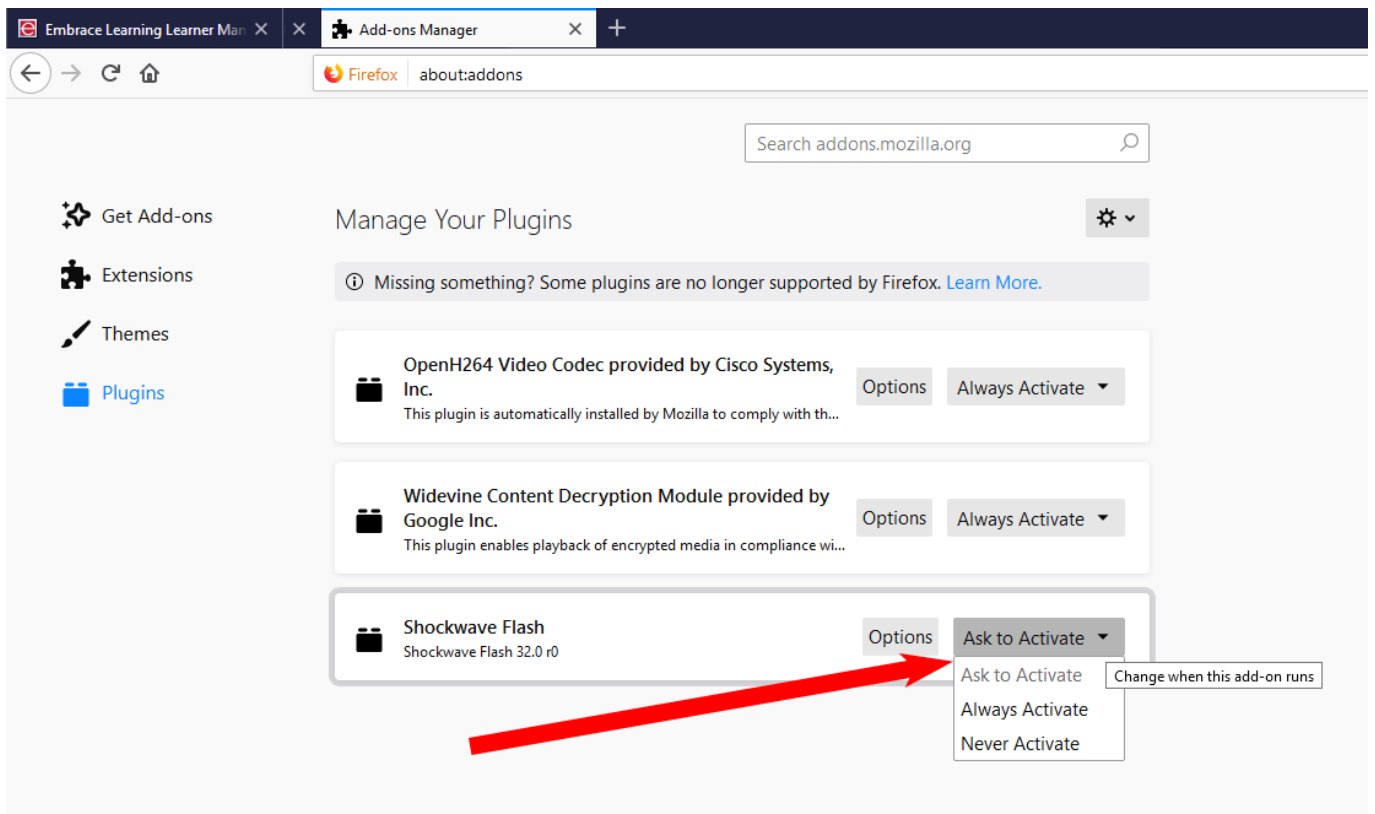 Embrace Learning Learner Man
Add-ons Manager
Firefox about:addons
Search addons.mozilla.org
Get Add-ons
Extensions
Themes
Plugins
Manage Your Plugins
Missing something? Some plugins are no longer supported by Firefox. Learn More.
OpenH264 Video Codec provided by Cisco Systems,
Inc.
This plugin is automatically installed by Mozilla to comply with th...
Options
Always Activate
Widevine Content Decryption Module provided by
Google Inc.
This plugin enables playback of encrypted media in compliance wi...
Options
Always Activate
Shockwave Flash
Shockwave Flash 32.0 r0
Options
Ask to Activate
Ask to Activate
Always Activate
Never Activate
Change when this add-on runs